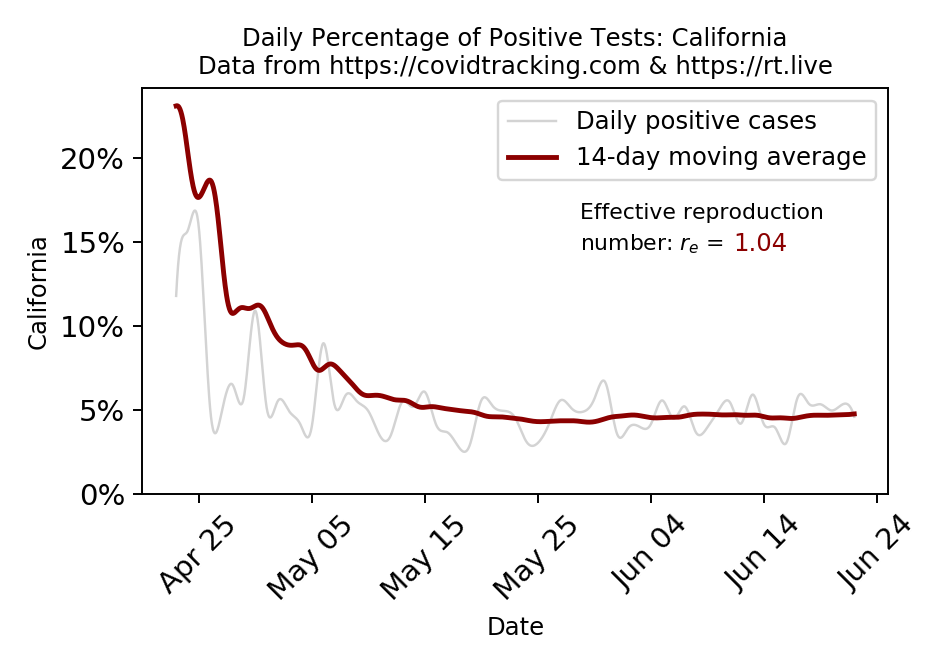 Daily Percentage of Positive Tests: California
Data from https://covidtracking.com & https://rt.live
Daily positive cases
14-day moving average
Effective reproduction
number: rₑ = 1.04
California
20%
15%
10%
5%
0%
Apr 25
May 05
May 15
May 25
Jun 04
Jun 14
Jun 24
Date